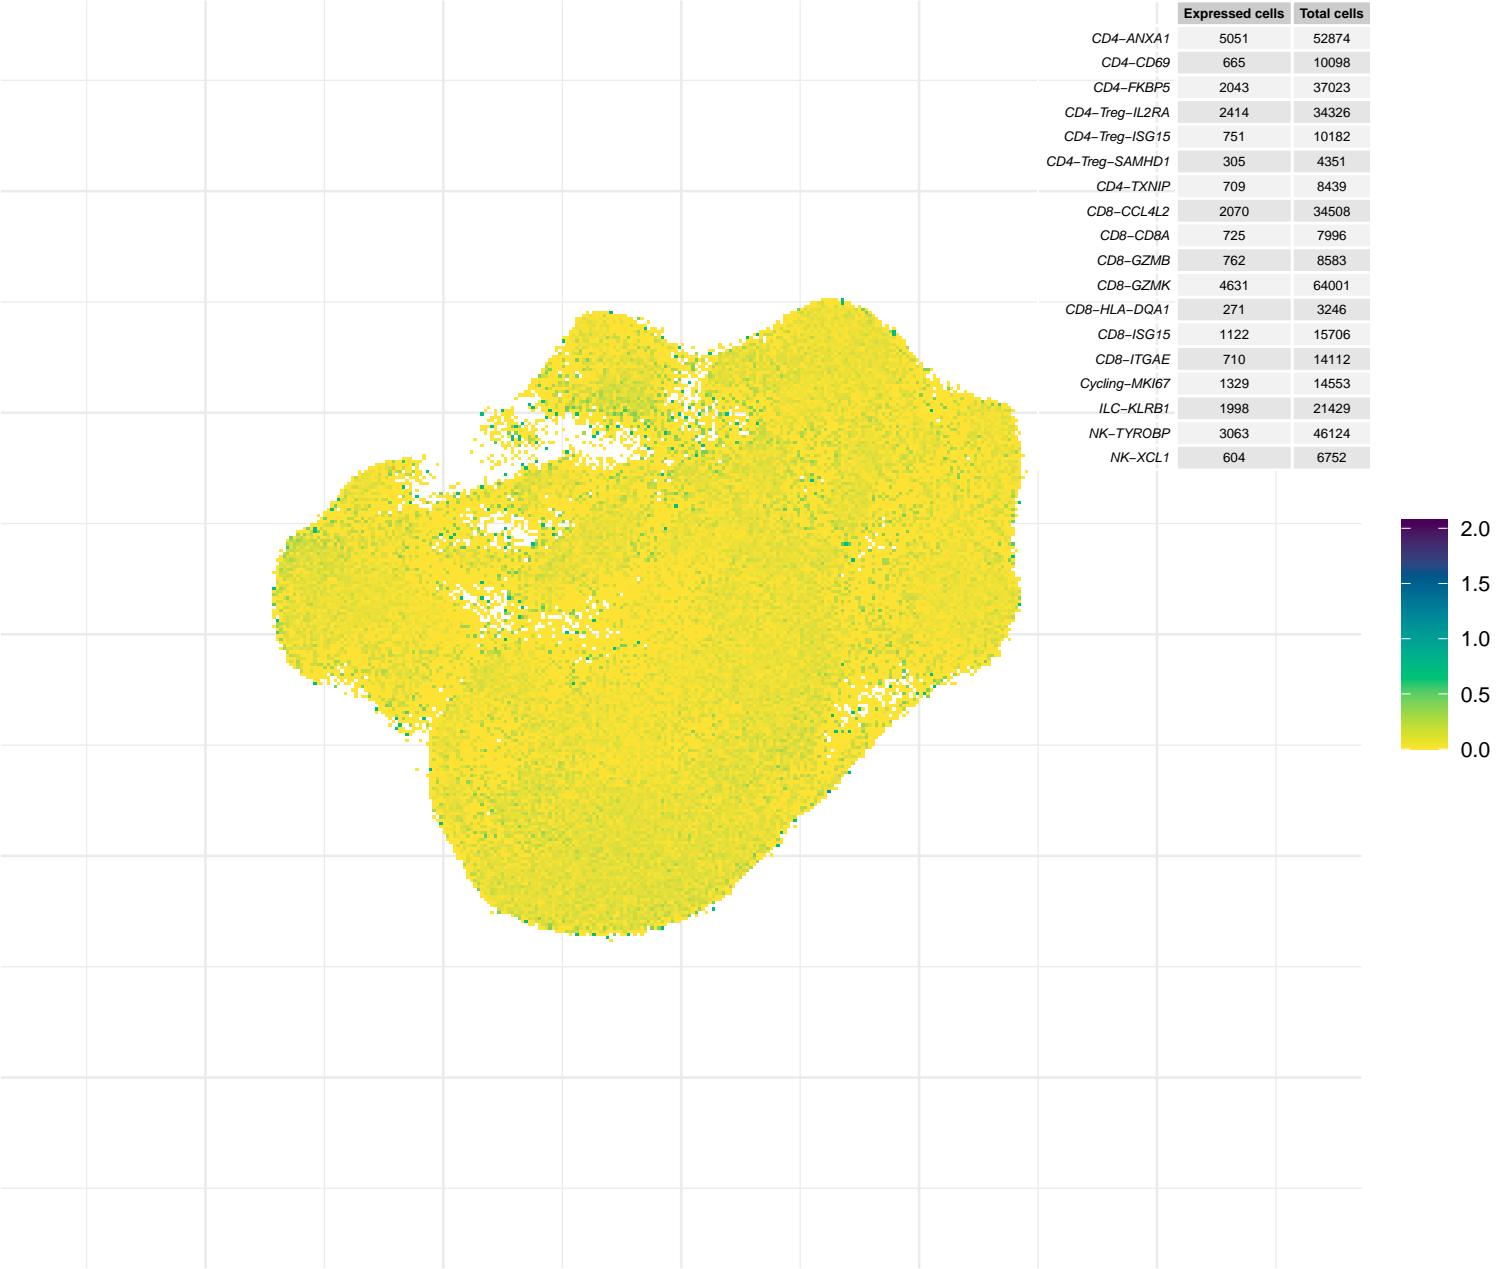 Expressed cells Total cells
CD4−ANXA1 5051 52874
CD4−CD69 665 10098
CD4−FKBP5 2043 37023
CD4−Treg−IL2RA 2414 34326
CD4−Treg−ISG15 751 10182
CD4−Treg−SAMHD1 305 4351
CD4−TXNIP 709 8439
CD8−CCL4L2 2070 34508
CD8−CD8A 725 7996
CD8−GZMB 762 8583
CD8−GZMK 4631 64001
CD8−HLA−DQA1 271 3246
CD8−ISG15 1122 15706
CD8−ITGAE 710 14112
Cycling−MKI67 1329 14553
ILC−KLRB1 1998 21429
NK−TYROBP 3063 46124
NK−XCL1 604 6752
2.0
1.5
1.0
0.5
0.0